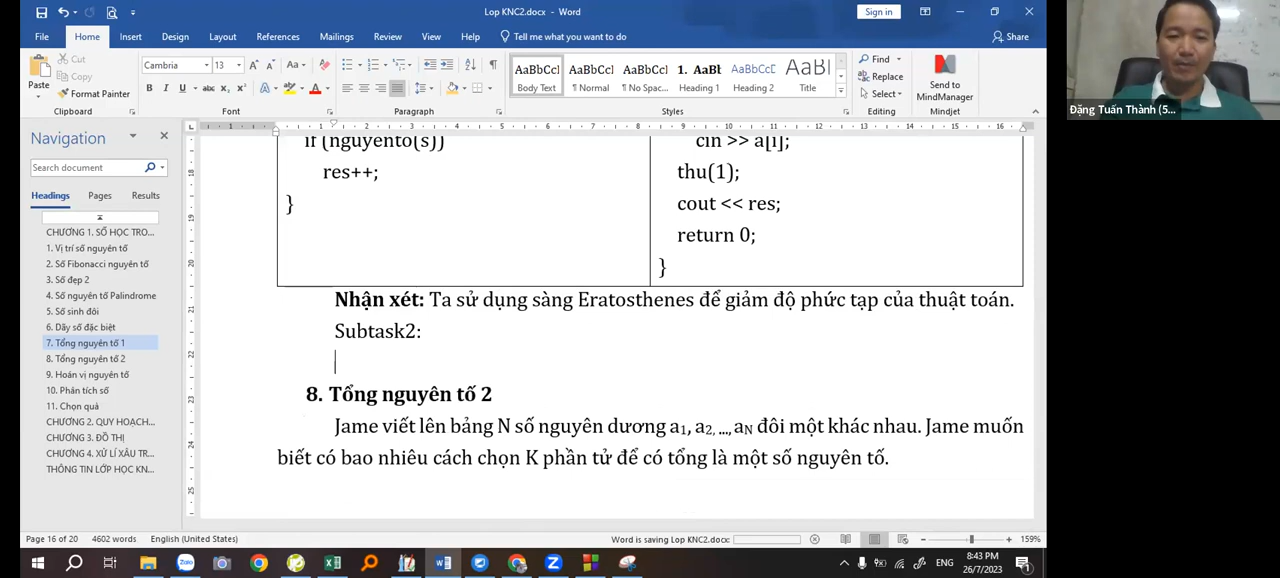 Lop KNC2.docx - Word
Sign in
File Home Insert Design Layout References Mailings Review View Help Tell me what you want to do Share
Paste
Cut
Copy
Format Painter
Clipboard
Cambria 13
Font
Paragraph
AaBbCcI AaBbCcI AaBbCcI 1. AaBt AaBbCcD AaBI
Body Text ¶ Normal ¶ No Spac... Heading 1 Heading 2 Title
Styles
Find
Replace
Select
Editing
Send to MindManager
Mindjet
Đặng Tuấn Thành (5...
Navigation
Search document
Headings Pages Results
CHƯƠNG 1. SỐ HỌC TRO...
1. Vị trí số nguyên tố
2. Số Fibonacci nguyên tố
3. Số đẹp 2
4. Số nguyên tố Palindrome
5. Số sinh đôi
6. Dãy số đặc biệt
7. Tổng nguyên tố 1
8. Tổng nguyên tố 2
9. Hoán vị nguyên tố
10. Phân tích số
11. Chọn quả
CHƯƠNG 2. QUY HOẠCH...
CHƯƠNG 3. ĐỒ THỊ
CHƯƠNG 4. XỬ LÍ XÂU TR...
THÔNG TIN LỚP HỌC KN...
if (nguyento(s))
res++;
}
cin >> a[i];
thu(1);
cout << res;
return 0;
}
Nhận xét: Ta sử dụng sàng Eratosthenes để giảm độ phức tạp của thuật toán.
Subtask2:
8. Tổng nguyên tố 2
Jame viết lên bảng N số nguyên dương a1, a2, ..., aN đôi một khác nhau. Jame muốn
biết có bao nhiêu cách chọn K phần tử để có tổng là một số nguyên tố.
Page 16 of 20 4602 words English (United States) Word is saving Lop KNC2.docx: 159%
ENG
8:43 PM
26/7/2023